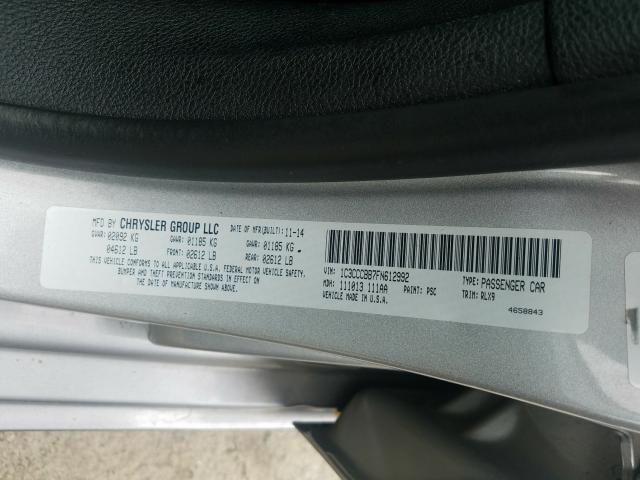 MFD BY CHRYSLER GROUP LLC DATE OF MFR(BUILT): 11-14
GVWR: 02092 KG GAWR: 01185 KG GAWR: 01185 KG
04612 LB FRONT: 02612 LB REAR: 02612 LB
THIS VEHICLE CONFORMS TO ALL APPLICABLE U.S.A. FEDERAL MOTOR VEHICLE SAFETY,
BUMPER AND THEFT PREVENTION STANDARDS IN EFFECT ON
THE DATE OF MANUFACTURE SHOWN ABOVE.
VIN: 1C3CCCBB7FN612992 TYPE: PASSENGER CAR
MDH: 111013 111AA PAINT: PSC TRIM: RLX9
VEHICLE MADE IN U.S.A.
4658843